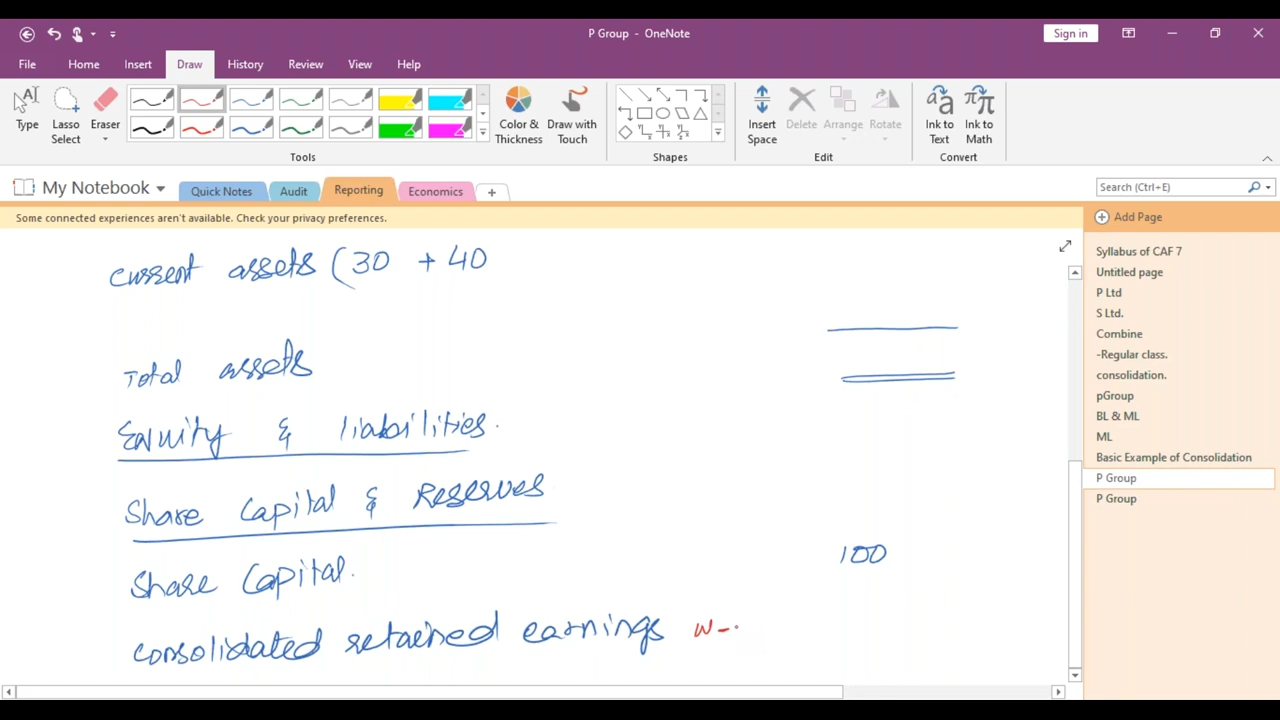 P Group - OneNote
Sign in
File Home Insert Draw History Review View Help
Type
Lasso Select
Eraser
Color & Thickness
Draw with Touch
Insert Space
Delete
Arrange
Rotate
Ink to Text
Ink to Math
Tools
Shapes
Edit
Convert
My Notebook
Quick Notes
Audit
Reporting
Economics
Search (Ctrl+E)
Some connected experiences aren't available. Check your privacy preferences.
Add Page
Syllabus of CAF 7
Untitled page
P Ltd
S Ltd.
Combine
-Regular class.
consolidation.
pGroup
BL & ML
ML
Basic Example of Consolidation
P Group
P Group
Current assets (30 + 40
Total assets
Equity & liabilities.
Share Capital & Reserves
Share Capital. 100
Consolidated retained earnings W-